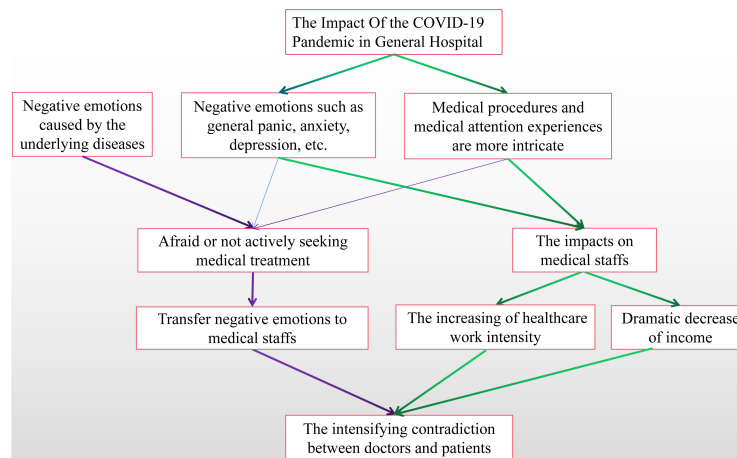 The Impact Of the COVID-19
Pandemic in General Hospital
Negative emotions
caused by the
underlying diseases
Negative emotions such as
general panic, anxiety,
depression, etc.
Medical procedures and
medical attention experiences
are more intricate
Afraid or not actively seeking
medical treatment
The impacts on
medical staffs
Transfer negative emotions to
medical staffs
The increasing of healthcare
work intensity
Dramatic decrease
of income
The intensifying contradiction
between doctors and patients